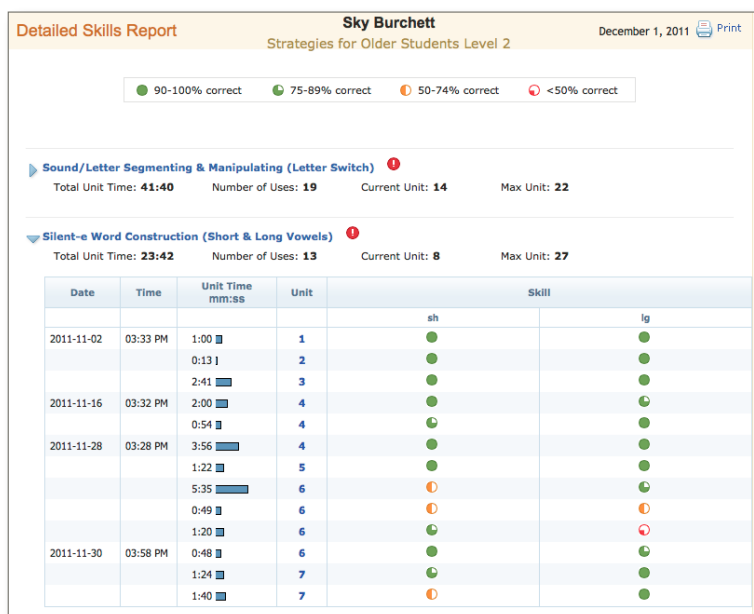 Detailed Skills Report
Sky Burchett
Strategies for Older Students Level 2
December 1, 2011 Print
90-100% correct 75-89% correct 50-74% correct <50% correct
Sound/Letter Segmenting & Manipulating (Letter Switch) !
Total Unit Time: 41:40 Number of Uses: 19 Current Unit: 14 Max Unit: 22
Silent-e Word Construction (Short & Long Vowels) !
Total Unit Time: 23:42 Number of Uses: 13 Current Unit: 8 Max Unit: 27
Date Time Unit Time mm:ss Unit Skill
sh lg
2011-11-02 03:33 PM 1:00 1
0:13 2
2:41 3
2011-11-16 03:32 PM 2:00 4
0:54 4
2011-11-28 03:28 PM 3:56 4
1:22 5
5:35 6
0:49 6
1:20 6
2011-11-30 03:58 PM 0:48 6
1:24 7
1:40 7